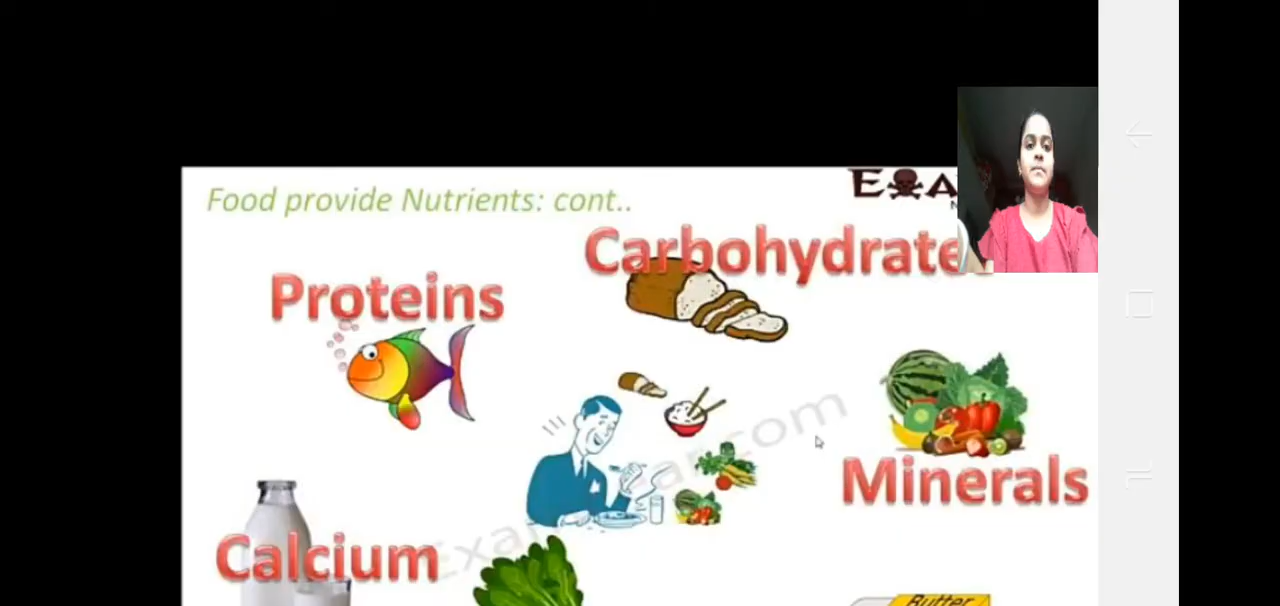 Food provide Nutrients: cont..
Carbohydrate
Proteins
Minerals
Calcium
Butter